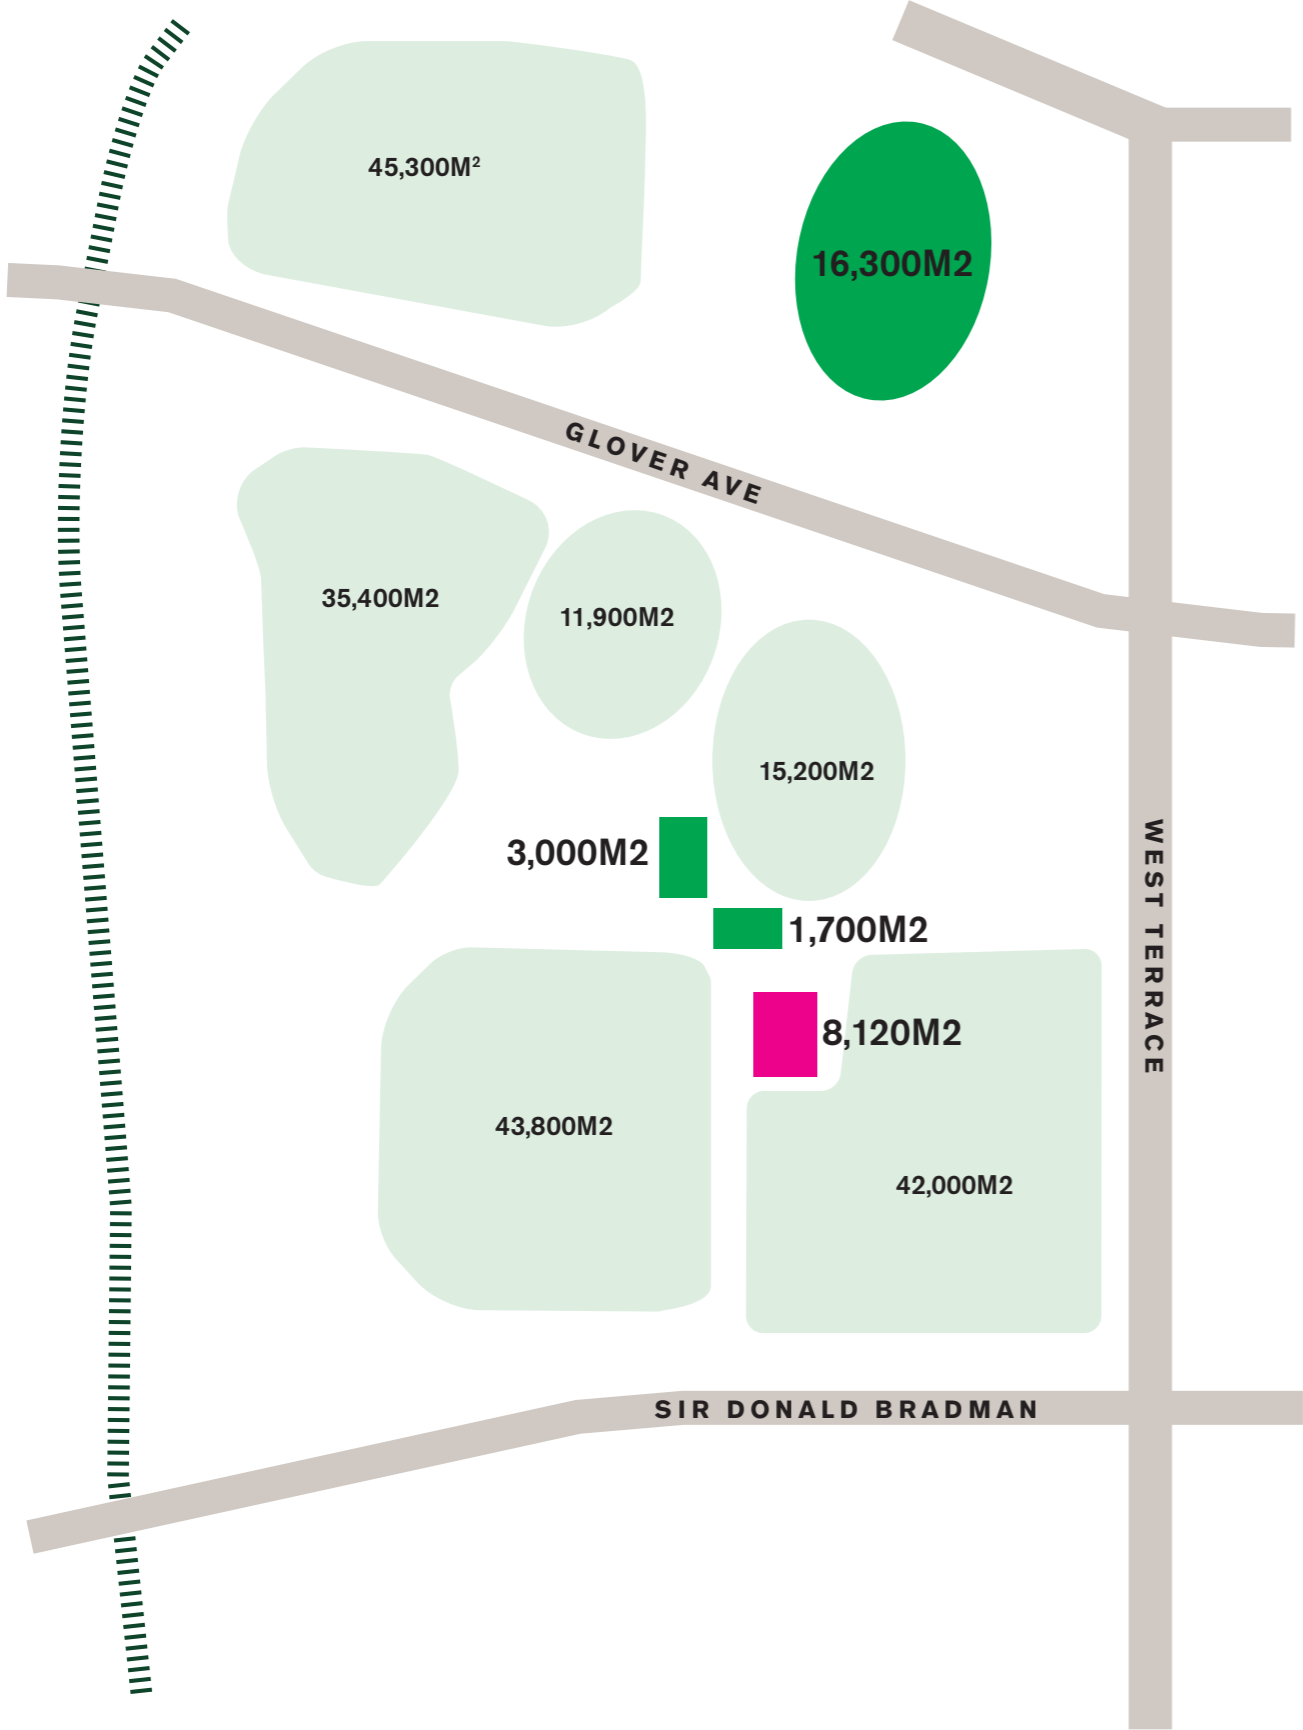 45,300M²
16,300M2
GLOVER AVE
35,400M2
11,900M2
15,200M2
3,000M2
1,700M2
WEST TERRACE
8,120M2
43,800M2
42,000M2
SIR DONALD BRADMAN